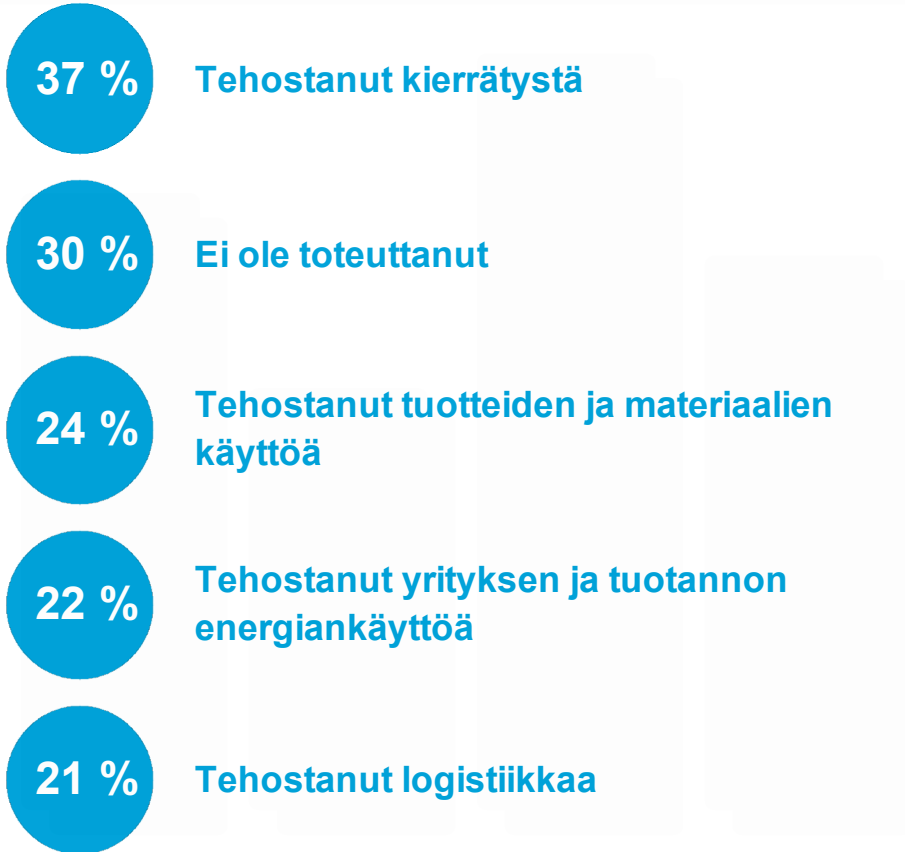 37 % Tehostanut kierrätystä
30 % Ei ole toteuttanut
24 % Tehostanut tuotteiden ja materiaalien
käyttöä
22 % Tehostanut yrityksen ja tuotannon
energiankäyttöä
21 % Tehostanut logistiikkaa